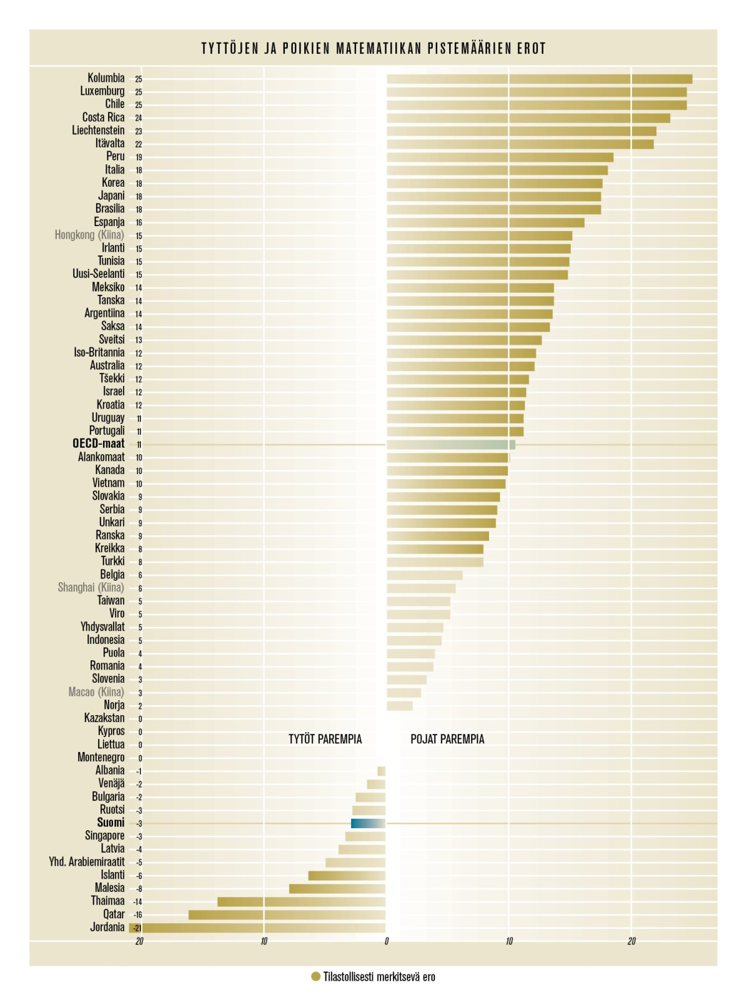 TYTTÖJEN JA POIKIEN MATEMATIIKAN PISTEMÄÄRIEN EROT
Kolumbia 25
Luxemburg 25
Chile 25
Costa Rica 24
Liechtenstein 23
Itävalta 22
Peru 19
Italia 18
Korea 18
Japani 18
Brasilia 18
Espanja 16
Hongkong (Kiina) 15
Irlanti 15
Tunisia 15
Uusi-Seelanti 15
Meksiko 14
Tanska 14
Argentiina 14
Saksa 14
Sveitsi 13
Iso-Britannia 12
Australia 12
Tšekki 12
Israel 12
Kroatia 12
Uruguay 11
Portugali 11
OECD-maat 11
Alankomaat 10
Kanada 10
Vietnam 10
Slovakia 9
Serbia 9
Unkari 9
Ranska 9
Kreikka 8
Turkki 8
Belgia 6
Shanghai (Kiina) 6
Taiwan 5
Viro 5
Yhdysvallat 5
Indonesia 5
Puola 4
Romania 4
Slovenia 3
Macao (Kiina) 3
Norja 2
Kazakstan 0
Kypros 0
TYTÖT PAREMPIA POJAT PAREMPIA
Liettua 0
Montenegro 0
Albania -1
Venäjä -2
Bulgaria -2
Ruotsi -3
Suomi -3
Singapore -3
Latvia -4
Yhd. Arabiemiraatit -5
Islanti -6
Malesia -8
Thaimaa -14
Qatar -16
Jordania -21
20 10 0 10 20
Tilastollisesti merkitsevä ero